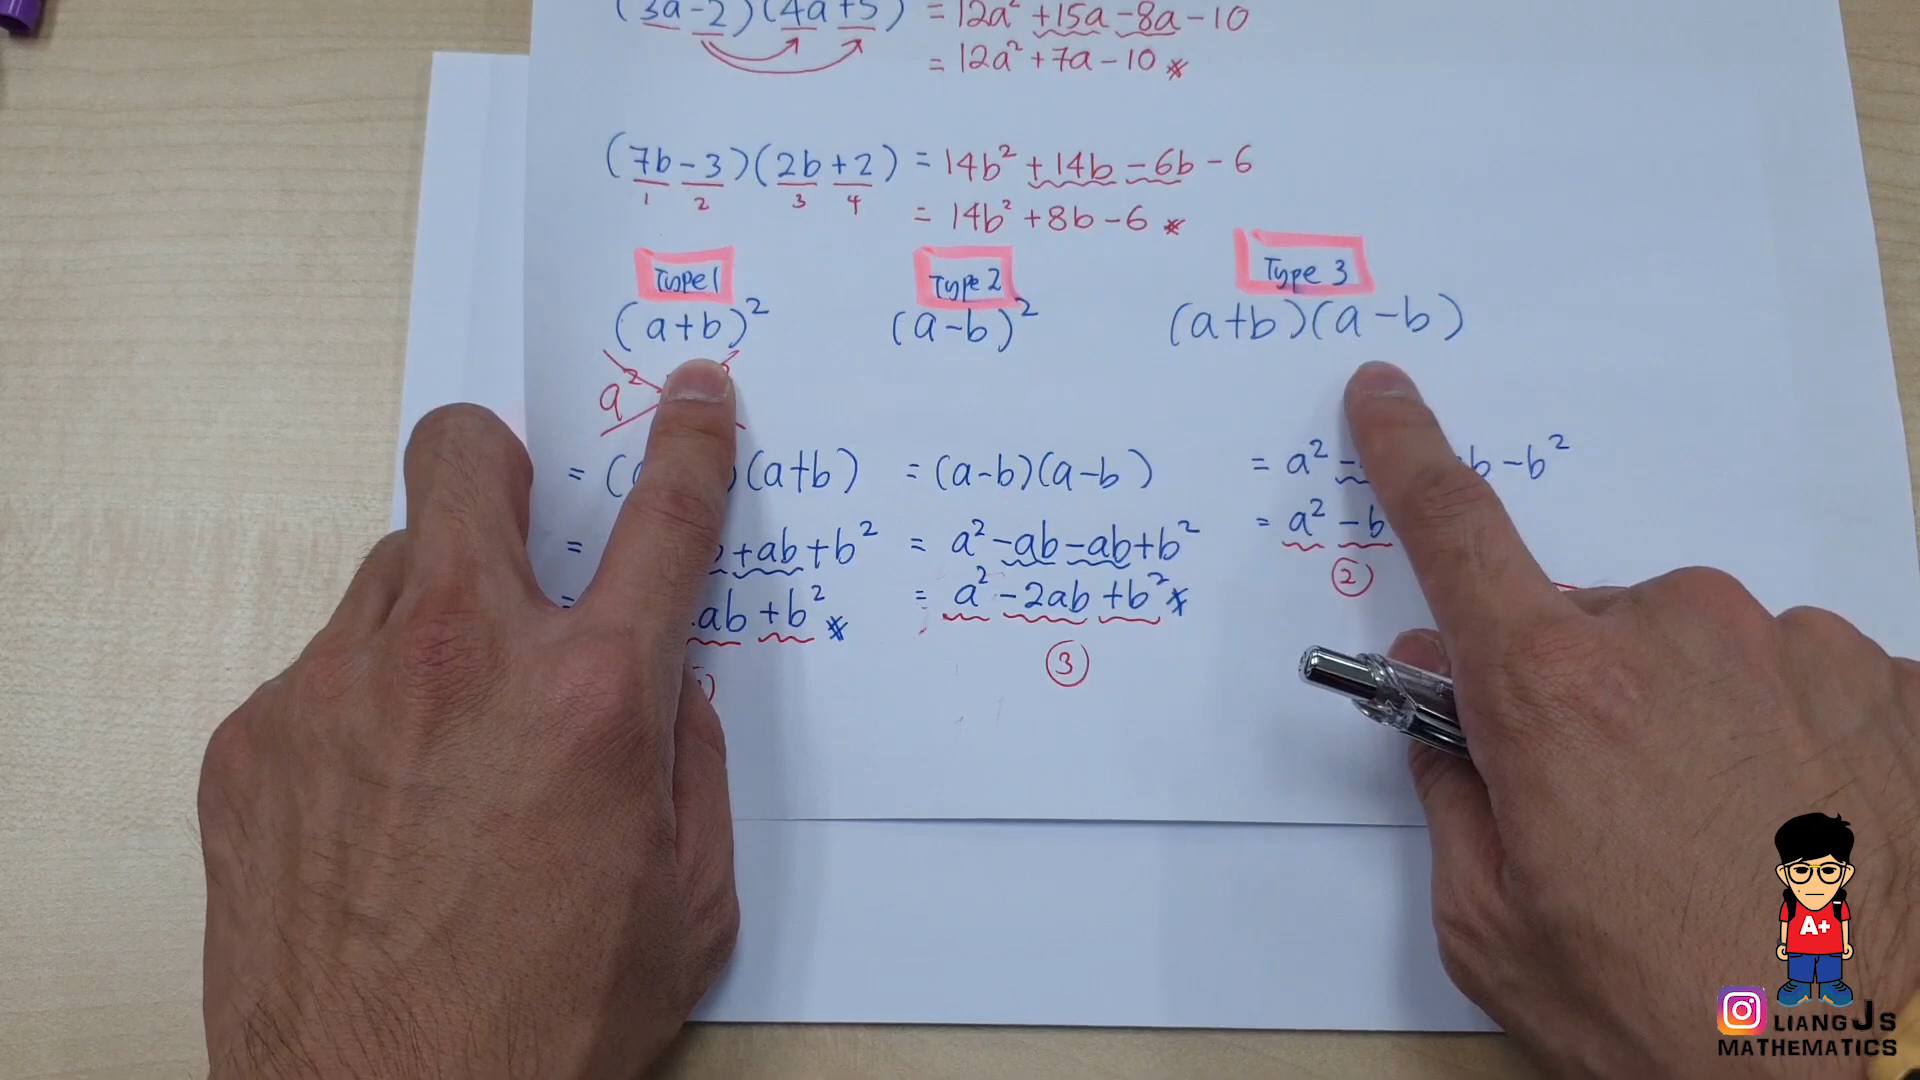 (3a-2)(4a+5) = 12a² +15a -8a -10
= 12a² +7a -10 *
(7b-3)(2b+2) = 14b² +14b -6b -6
1 2 3 4
= 14b² +8b -6 *
Type 1 Type 2 Type 3
(a+b)² (a-b)² (a+b)(a-b)
a²
= ( )(a+b) = (a-b)(a-b) = a² - b -b²
= +ab+b² = a²-ab-ab+b² = a² -b
②
= ab +b² * = a² -2ab +b² *
③
A+
LIANGJS
MATHEMATICS